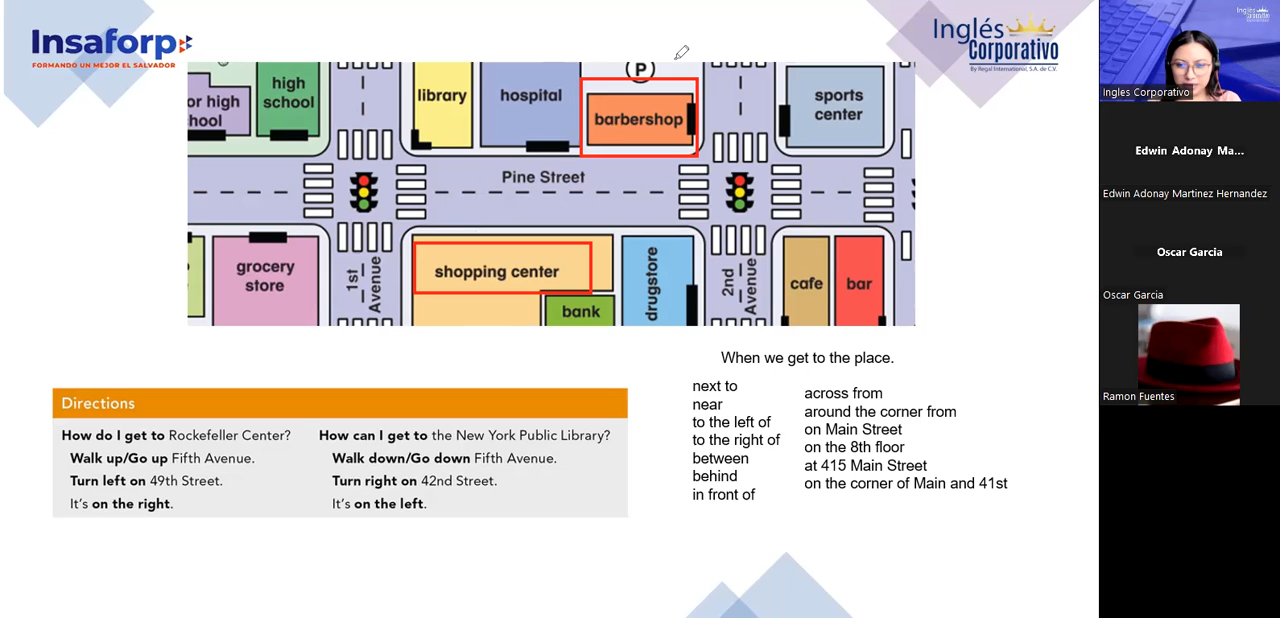 Insaforp
FORMANDO UN MEJOR EL SALVADOR
Inglés
Corporativo
By Regal International, S.A. de C.V.
or high
hool
high
school
library
hospital
P
barbershop
sports
center
Pine Street
grocery
store
1st
Avenue
shopping center
bank
drugstore
2nd
Avenue
cafe
bar
When we get to the place.
next to
near
to the left of
to the right of
between
behind
in front of
across from
around the corner from
on Main Street
on the 8th floor
at 415 Main Street
on the corner of Main and 41st
Directions
How do I get to Rockefeller Center?
Walk up/Go up Fifth Avenue.
Turn left on 49th Street.
It's on the right.
How can I get to the New York Public Library?
Walk down/Go down Fifth Avenue.
Turn right on 42nd Street.
It's on the left.
Ingles Corporativo
Edwin Adonay Ma...
Edwin Adonay Martinez Hernandez
Oscar Garcia
Oscar Garcia
Ramon Fuentes